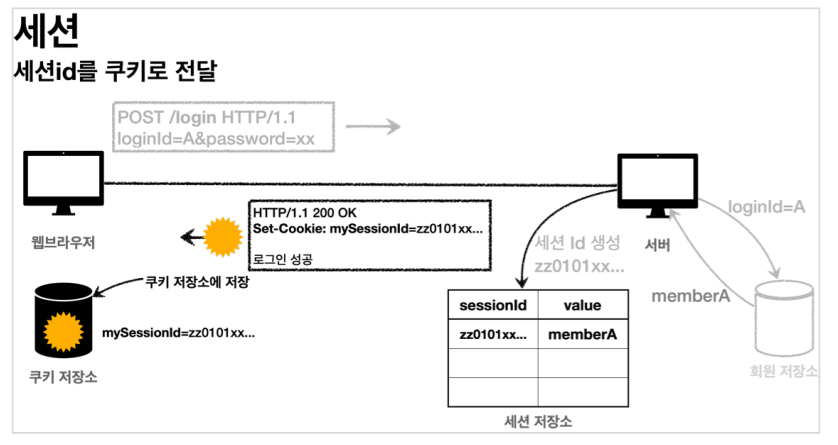 세션
세션id를 쿠키로 전달
POST /login HTTP/1.1
loginId=A&password=xx
HTTP/1.1 200 OK
Set-Cookie: mySessionId=zz0101xx...
로그인 성공
웹브라우저
서버
loginId=A
세션 Id 생성
zz0101xx...
memberA
쿠키 저장소에 저장
mySessionId=zz0101xx...
쿠키 저장소
sessionId value
zz0101xx... memberA
세션 저장소
회원 저장소